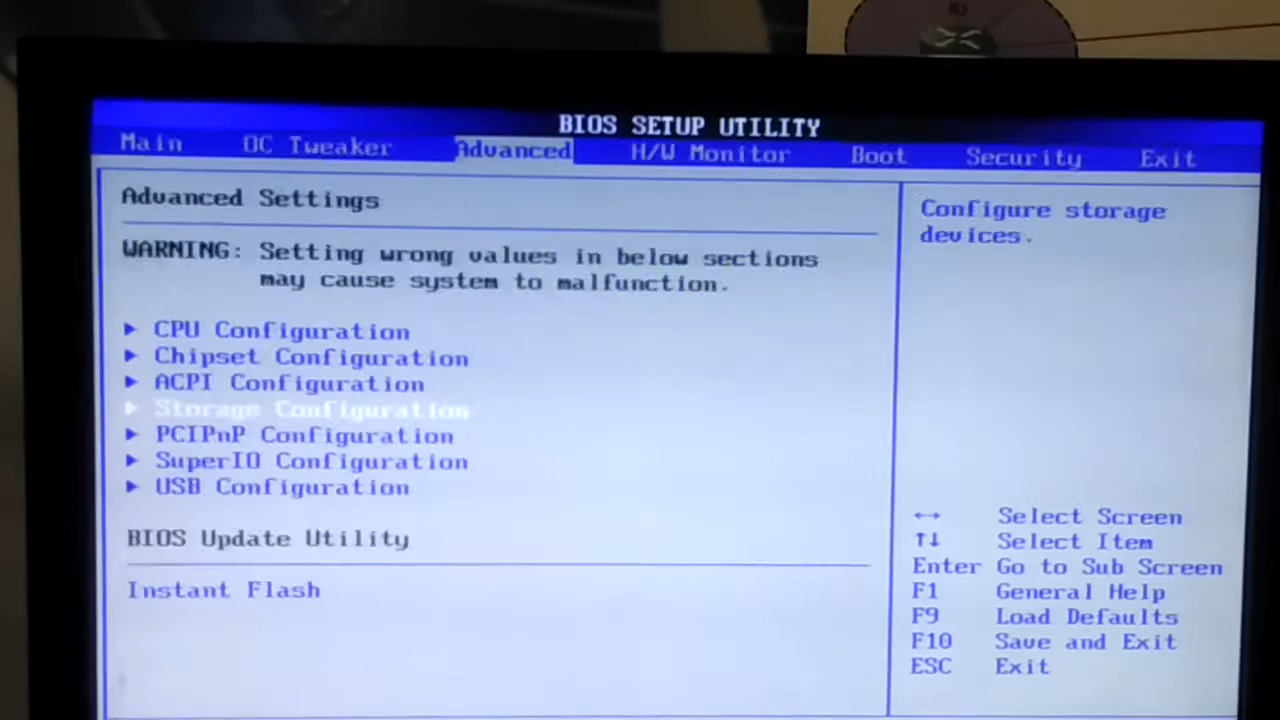 BIOS SETUP UTILITY
Main OC Tweaker Advanced H/W Monitor Boot Security Exit
Advanced Settings
WARNING: Setting wrong values in below sections
may cause system to malfunction.
▶ CPU Configuration
▶ Chipset Configuration
▶ ACPI Configuration
▶ Storage Configuration
▶ PCIPnP Configuration
▶ SuperIO Configuration
▶ USB Configuration
BIOS Update Utility
Instant Flash
Configure storage
devices.
↔ Select Screen
↑↓ Select Item
Enter Go to Sub Screen
F1 General Help
F9 Load Defaults
F10 Save and Exit
ESC Exit